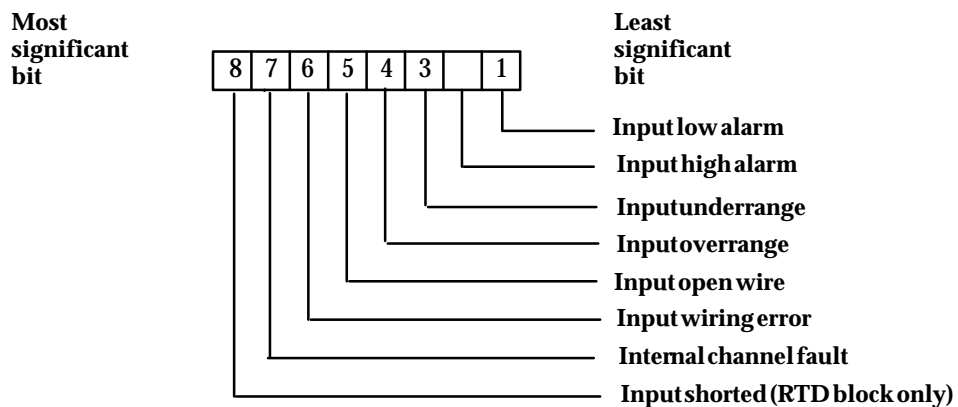 Most
significant
bit
Least
significant
bit
8 7 6 5 4 3 1
Input low alarm
Input high alarm
Input underrange
Input overrange
Input open wire
Input wiring error
Internal channel fault
Input shorted (RTD block only)